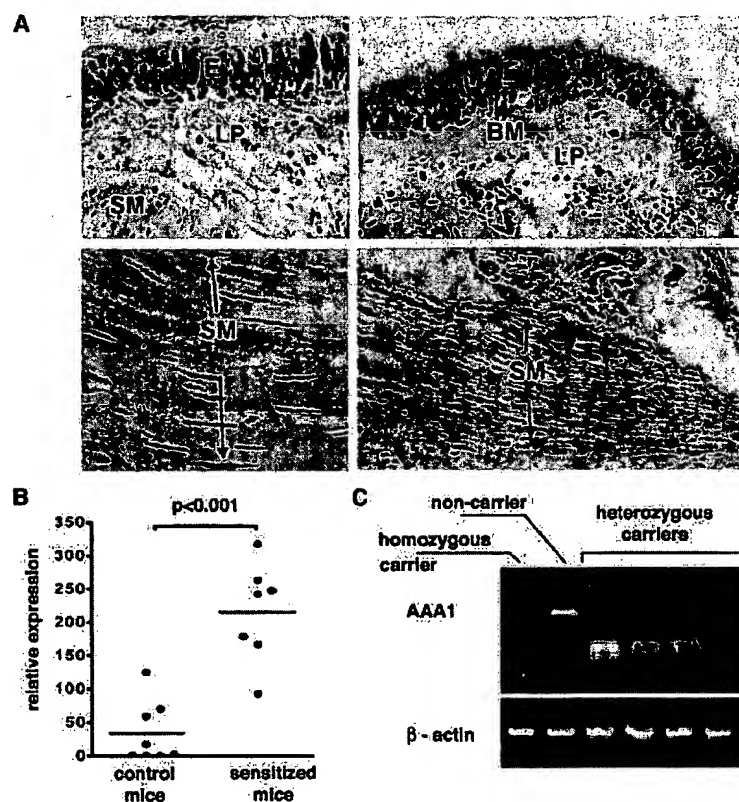 A
E
LP
SM
BM
LP
SM
SM
B
p<0.001
350
300
250
200
150
100
50
0
relative expression
control
mice
sensitized
mice
C
non-carrier
homozygous
carrier
heterozygous
carriers
AAA1
β - actin